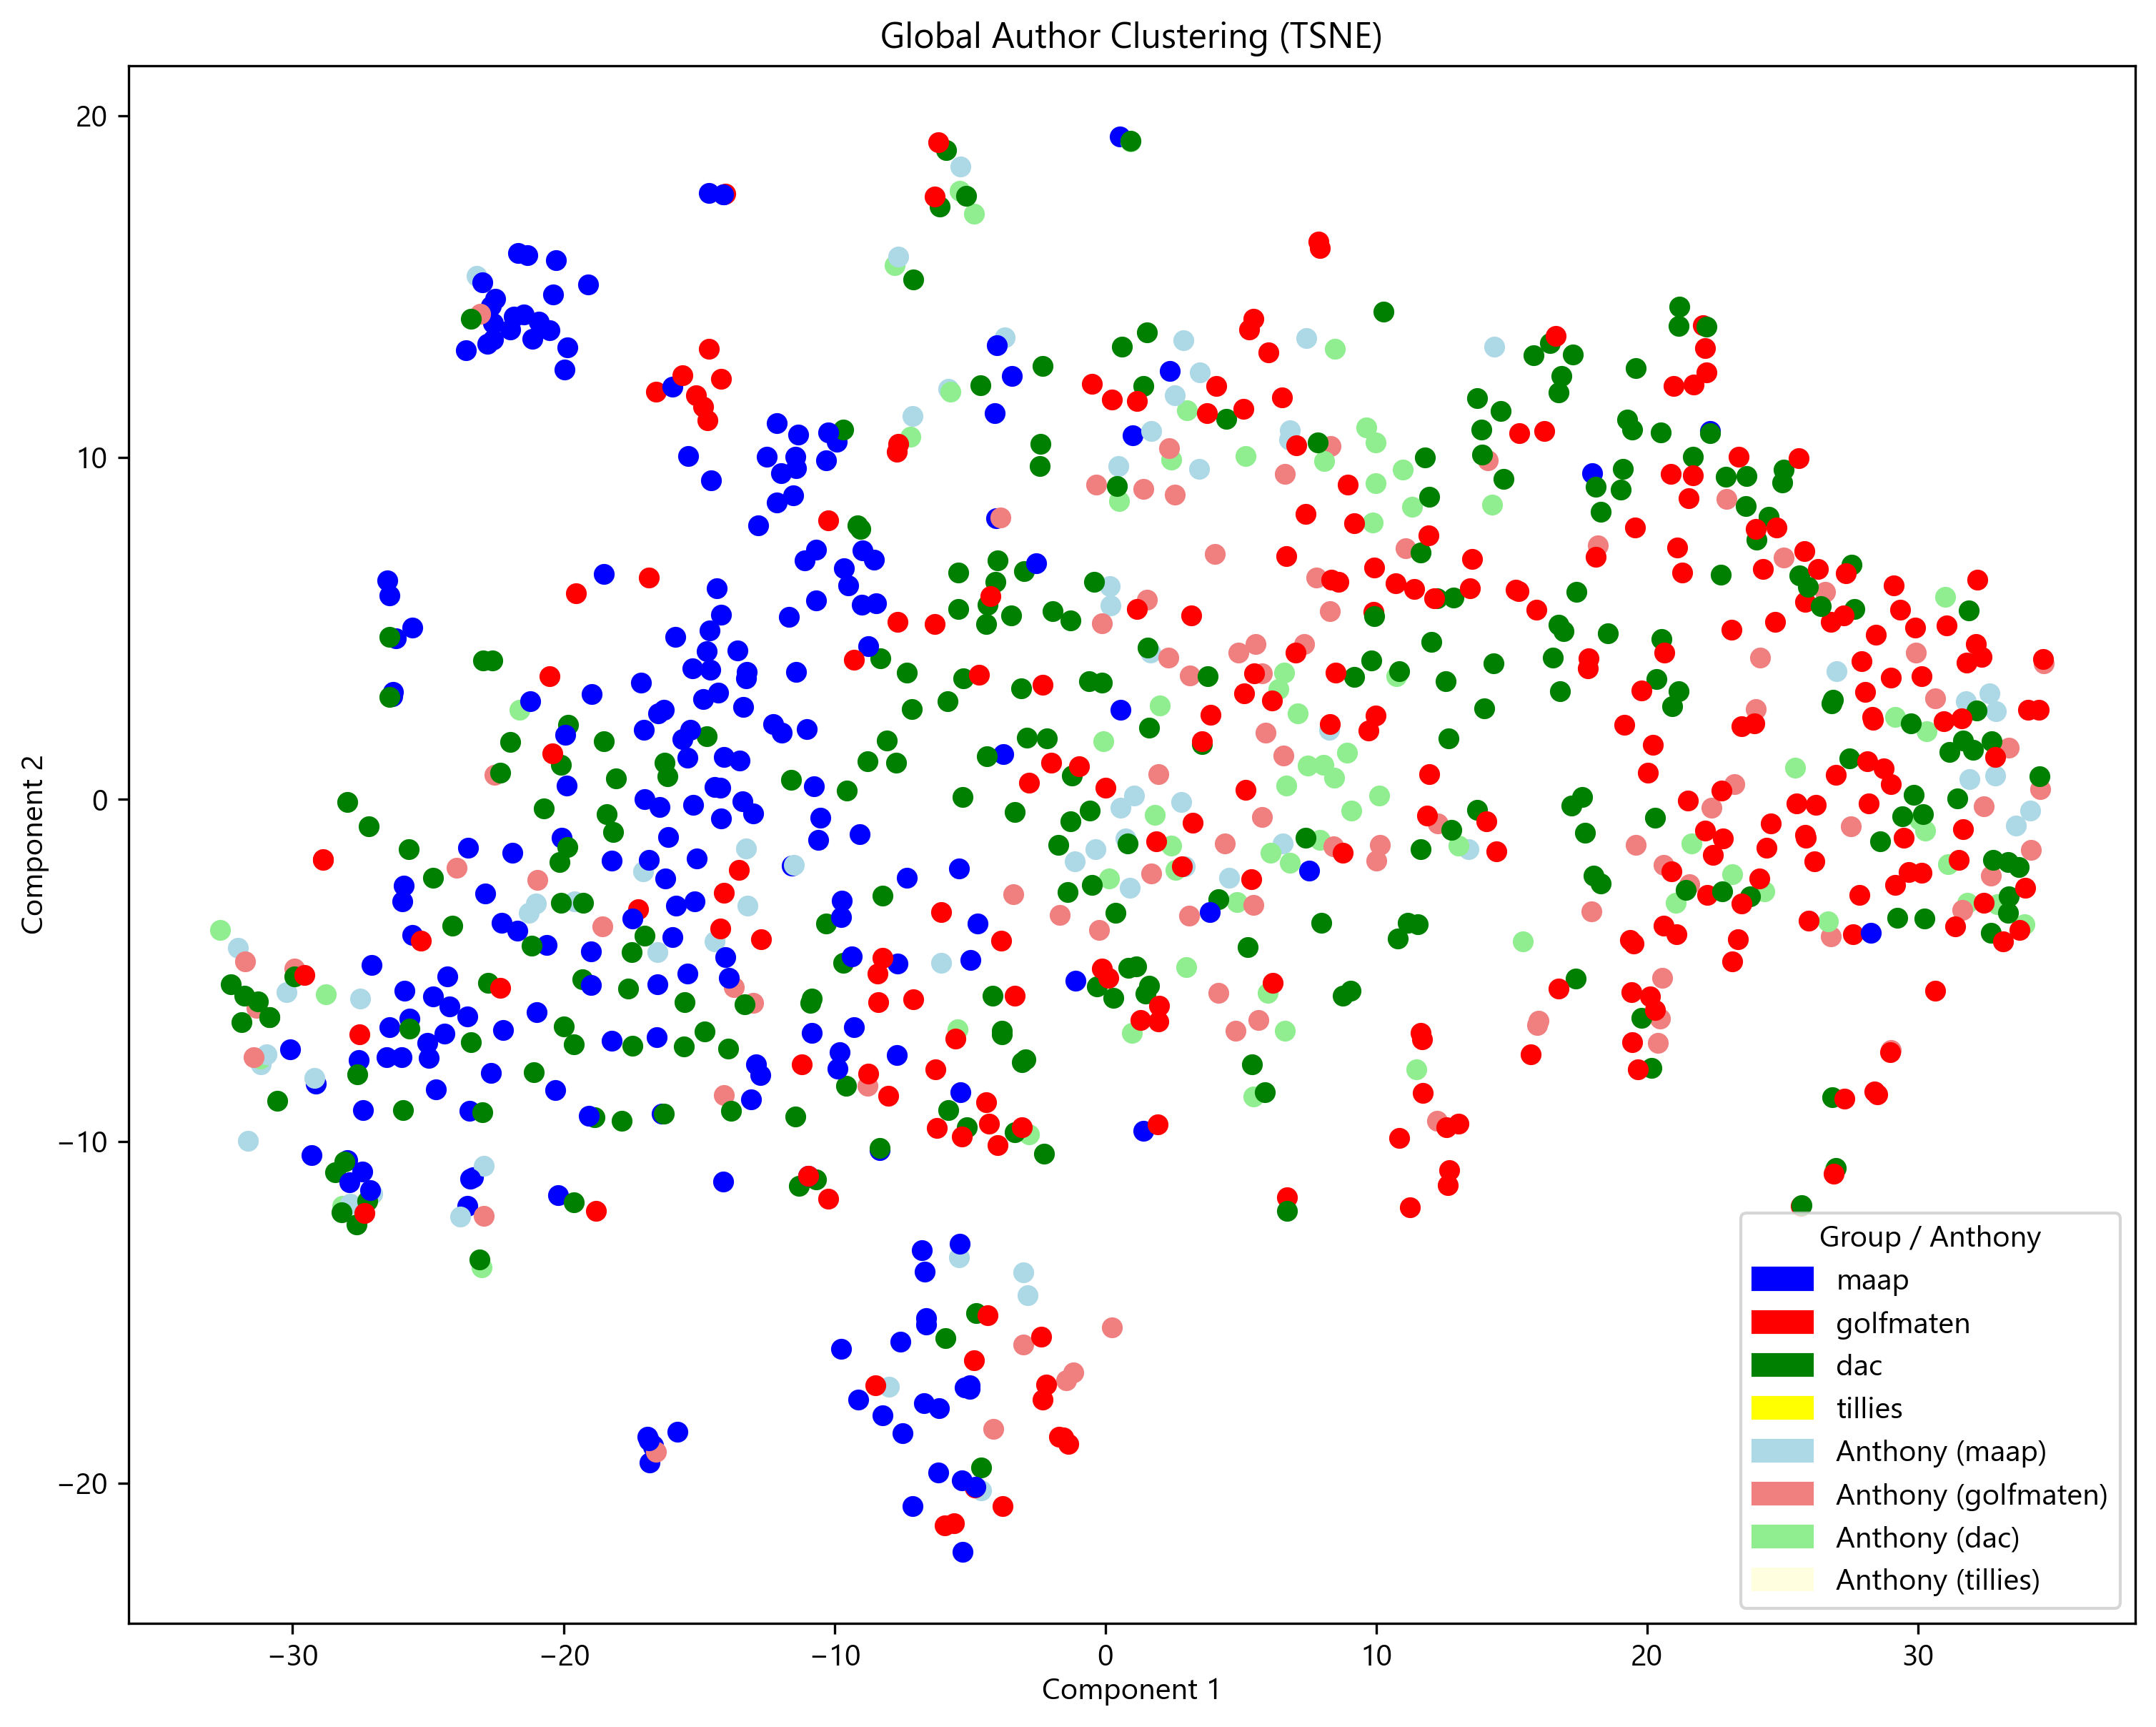 Global Author Clustering (TSNE)
20
10
0
−10
−20
Component 2
−30
−20
−10
0
10
20
30
Component 1
Group / Anthony
maap
golfmaten
dac
tillies
Anthony (maap)
Anthony (golfmaten)
Anthony (dac)
Anthony (tillies)